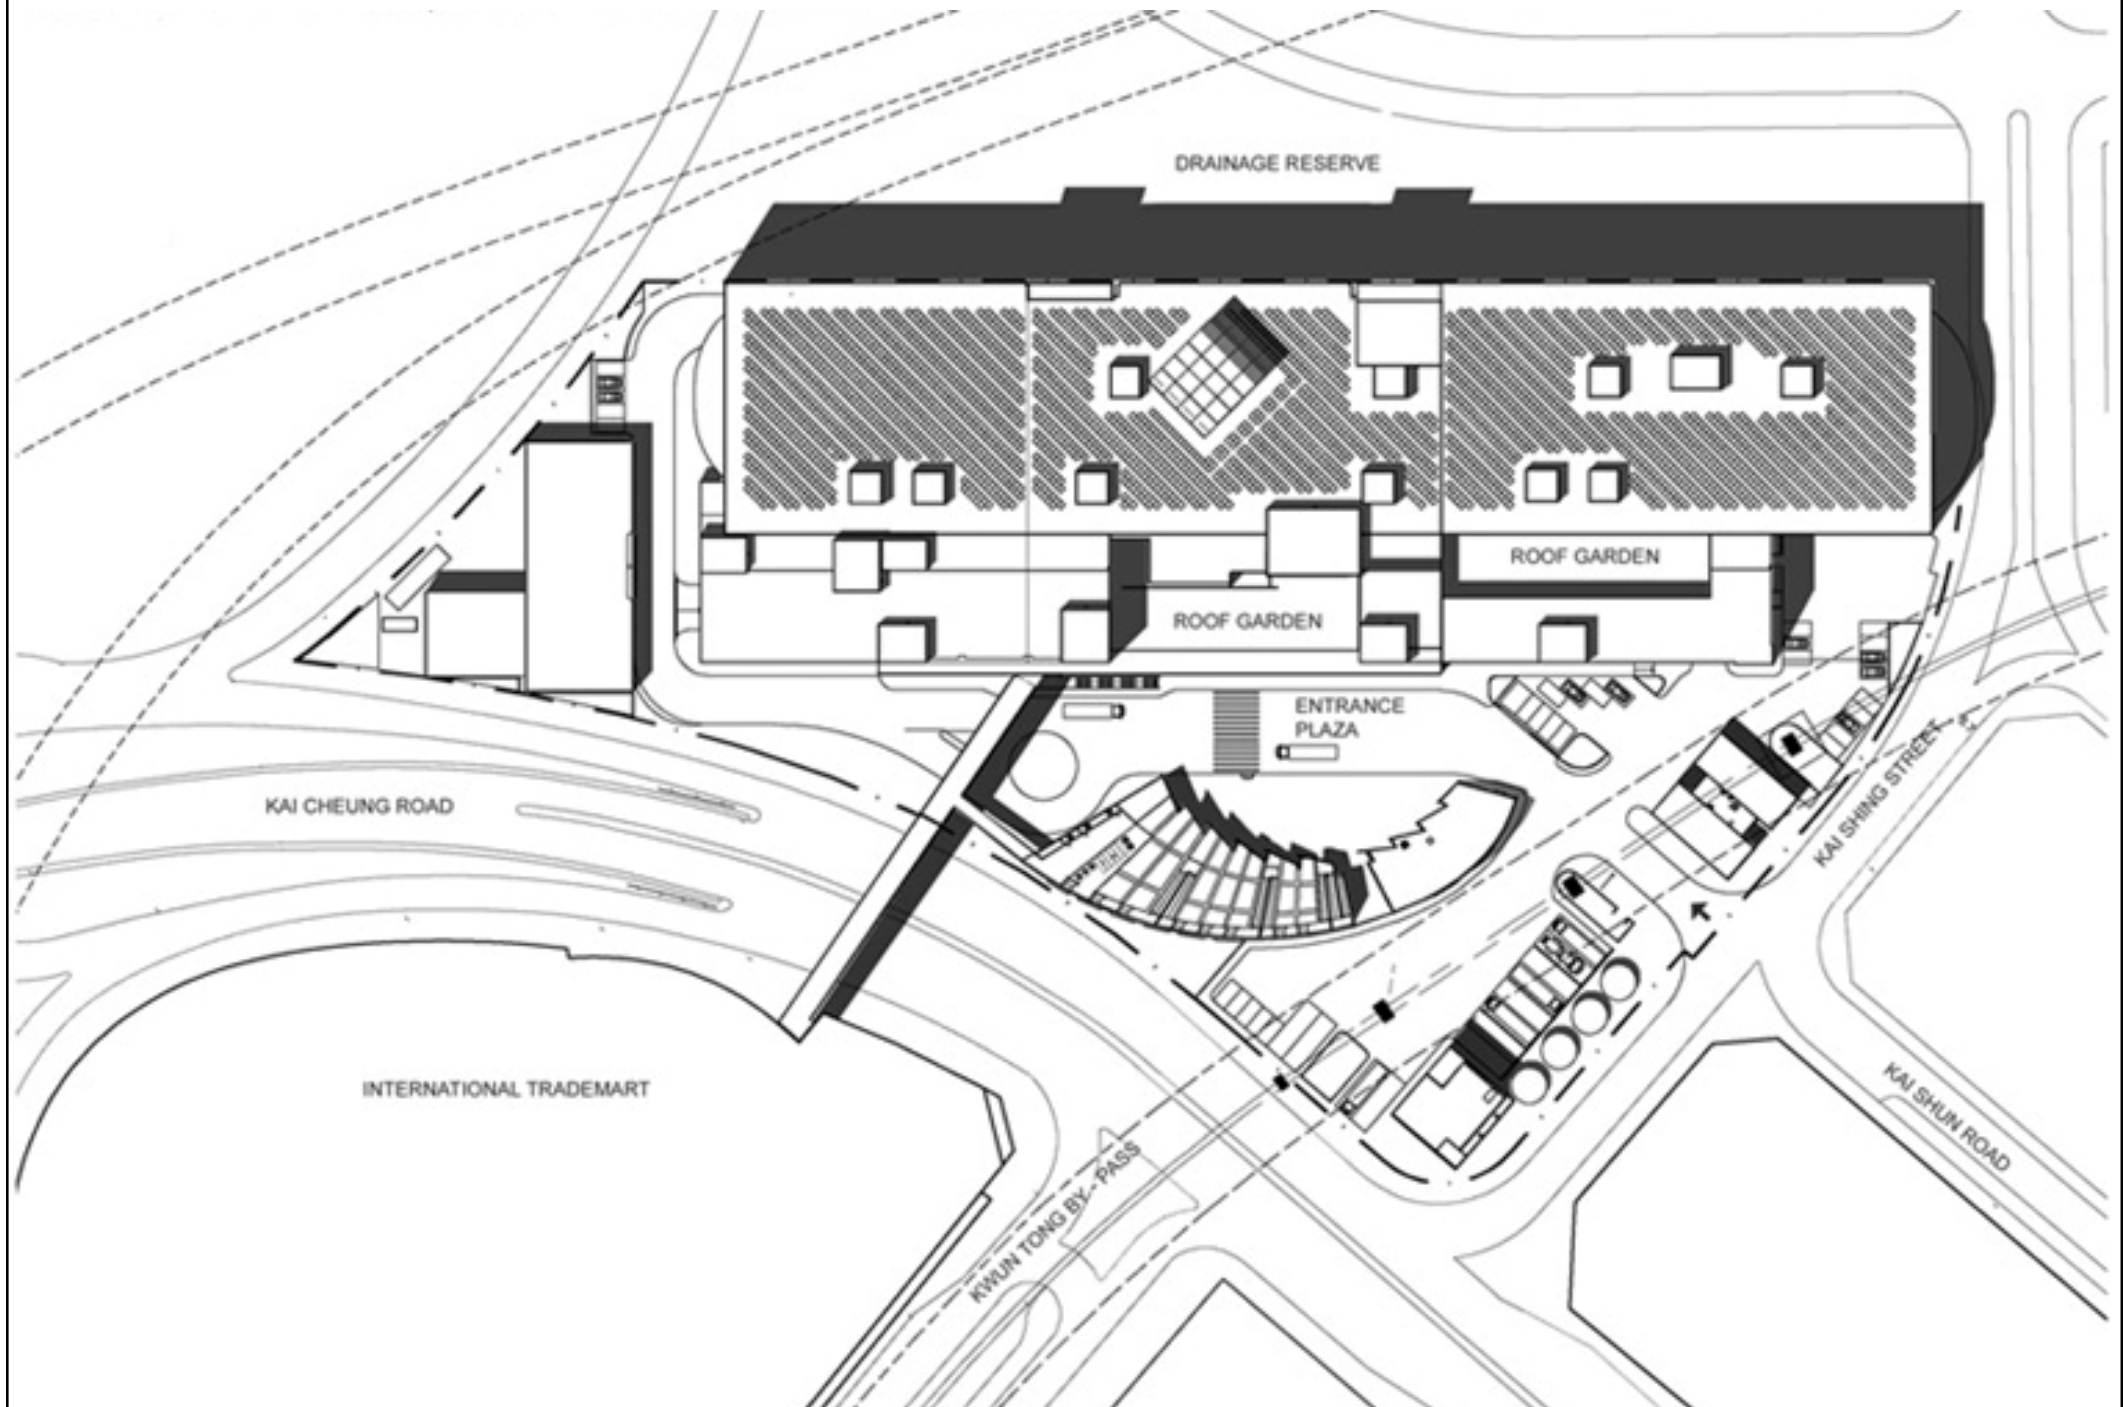 DRAINAGE RESERVE
ROOF GARDEN
ROOF GARDEN
ENTRANCE
PLAZA
KAI CHEUNG ROAD
KAI SHING STREET
INTERNATIONAL TRADEMART
KAI SHUN ROAD
KWUN TONG BY - PASS